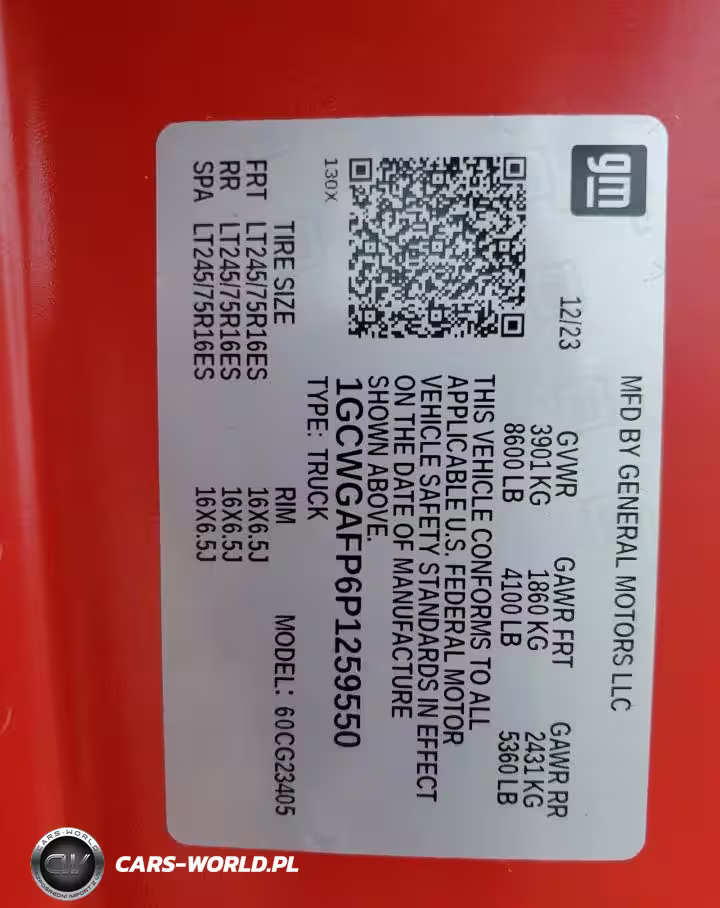 gm
MFD BY GENERAL MOTORS LLC
12/23
GVWR GAWR FRT GAWR RR
3901 KG 1860 KG 2431 KG
8600 LB 4100 LB 5360 LB
THIS VEHICLE CONFORMS TO ALL
APPLICABLE U.S. FEDERAL MOTOR
VEHICLE SAFETY STANDARDS IN EFFECT
ON THE DATE OF MANUFACTURE
SHOWN ABOVE.
1GCWGAFP6P1259550
TYPE: TRUCK
130X
TIRE SIZE RIM MODEL: 60CG23405
FRT LT245/75R16ES 16X6.5J
RR LT245/75R16ES 16X6.5J
SPA LT245/75R16ES 16X6.5J
CARS-WORLD
CW
CARS-WORLD.PL